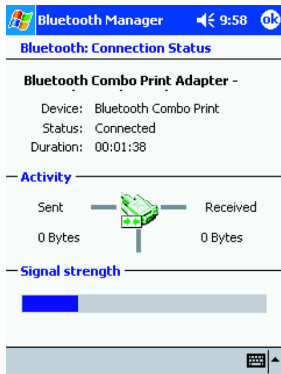 Bluetooth Manager 9:58 ok
Bluetooth: Connection Status
Bluetooth Combo Print Adapter -
Device: Bluetooth Combo Print
Status: Connected
Duration: 00:01:38
Activity
Sent Received
0 Bytes 0 Bytes
Signal strength